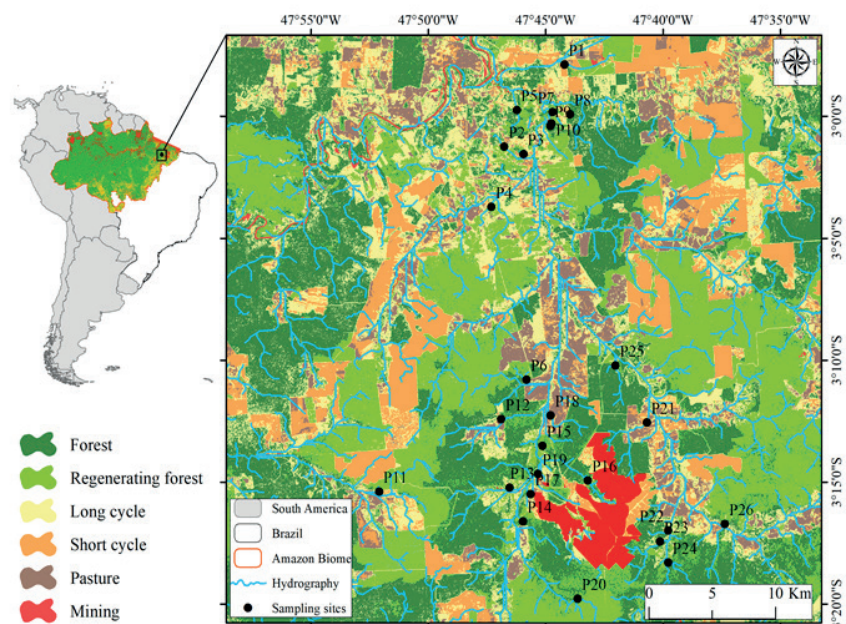 47°55'0"W 47°50'0"W 47°45'0"W 47°40'0"W 47°35'0"W
P1
P5 P7 P8
P9
P10
P2 P3
P4
3°0'0"S
3°5'0"S
P25
P6
3°10'0"S
P12 P18 P21
P15
P19
P11 P13 P17 P16
3°15'0"S
P14 P22 P23 P26
P24
P20
3°20'0"S
Forest
Regenerating forest
Long cycle
Short cycle
Pasture
Mining
South America
Brazil
Amazon Biome
Hydrography
Sampling sites
0 5 10 Km
N
W E
S